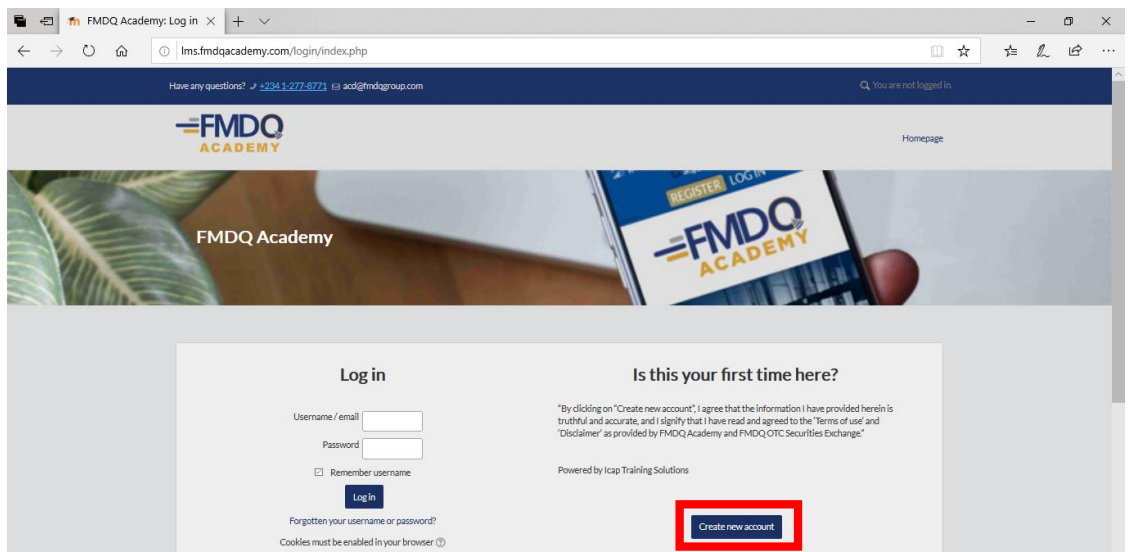 FMDQ Academy: Log in
lms.fmdqacademy.com/login/index.php
Have any questions? +234 1-277-8771 acd@fmdqgroup.com
You are not logged in.
FMDQ
ACADEMY
Homepage
FMDQ Academy
REGISTER LOGIN
FMDQ
ACADEMY
Log in
Username / email
Password
Remember username
Log in
Forgotten your username or password?
Cookies must be enabled in your browser
Is this your first time here?
"By clicking on "Create new account", I agree that the information I have provided herein is
truthful and accurate, and I signify that I have read and agreed to the 'Terms of use' and
'Disclaimer' as provided by FMDQ Academy and FMDQ OTC Securities Exchange."
Powered by Icap Training Solutions
Create new account